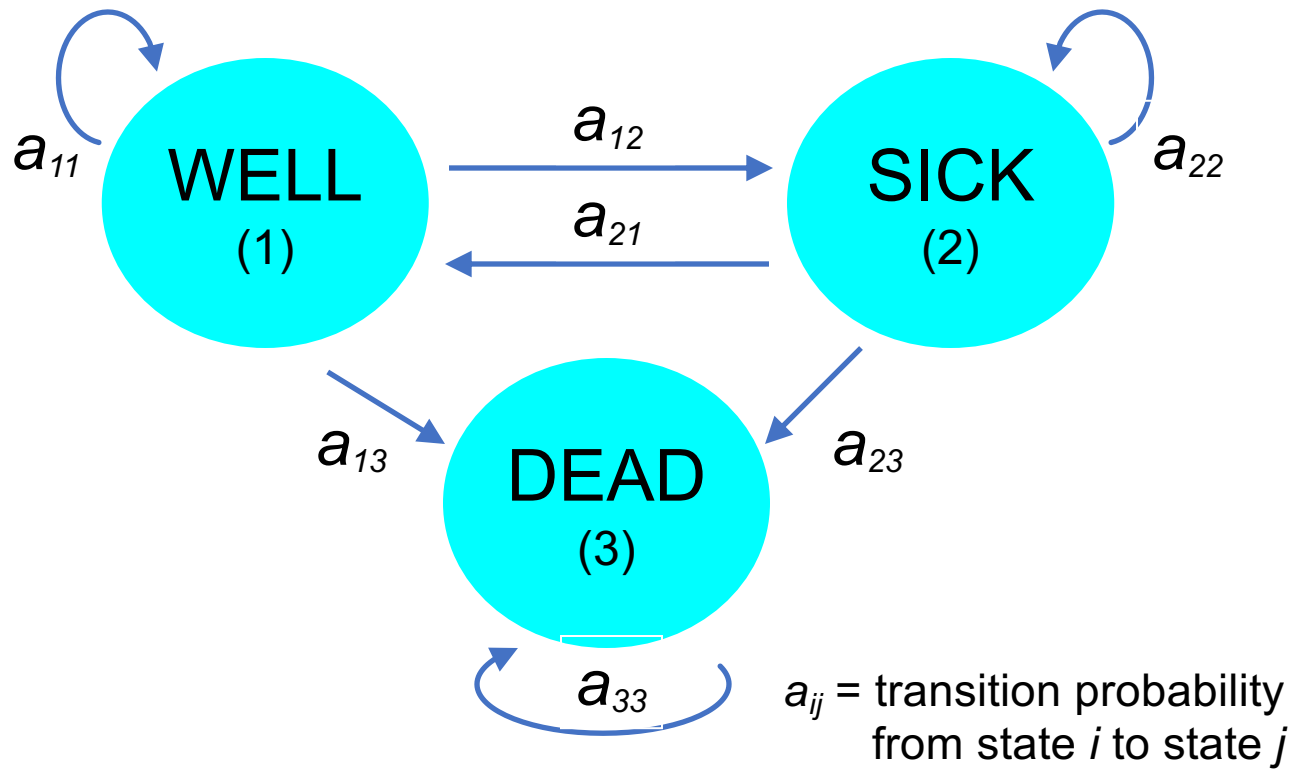 a₁₂
a₁₁
WELL
(1)
SICK
(2)
a₂₂
a₂₁
a₁₃
DEAD
(3)
a₂₃
a₃₃
aᵢⱼ = transition probability
from state i to state j